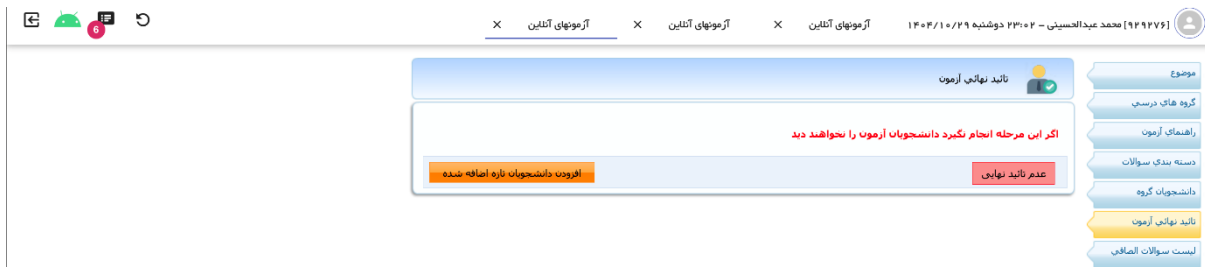 [۹۲۹۲۷۶] محمد عبدالحسینی – ۲۳:۰۲ دوشنبه ۱۴۰۴/۱۰/۲۹
آزمونهای آنلاین
آزمونهای آنلاین
آزمونهای آنلاین
6
موضوع
گروه های درسی
راهنمای آزمون
دسته بندی سوالات
دانشجویان گروه
تائید نهائی آزمون
لیست سوالات الصاقی
تائید نهائی آزمون
اگر این مرحله انجام نگیرد دانشجویان آزمون را نخواهند دید
عدم تائید نهایی
افزودن دانشجویان تازه اضافه شده